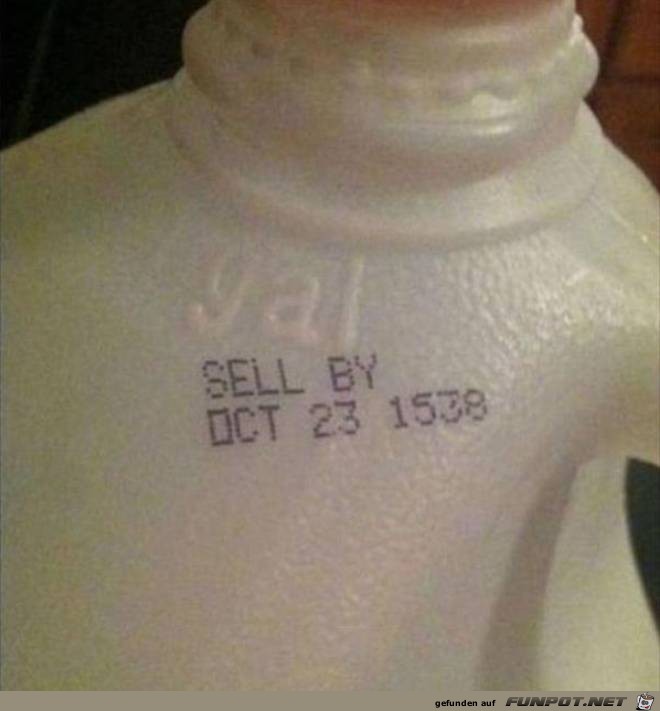 gal
SELL BY
OCT 23 1538
gefunden auf FUNPOT.NET